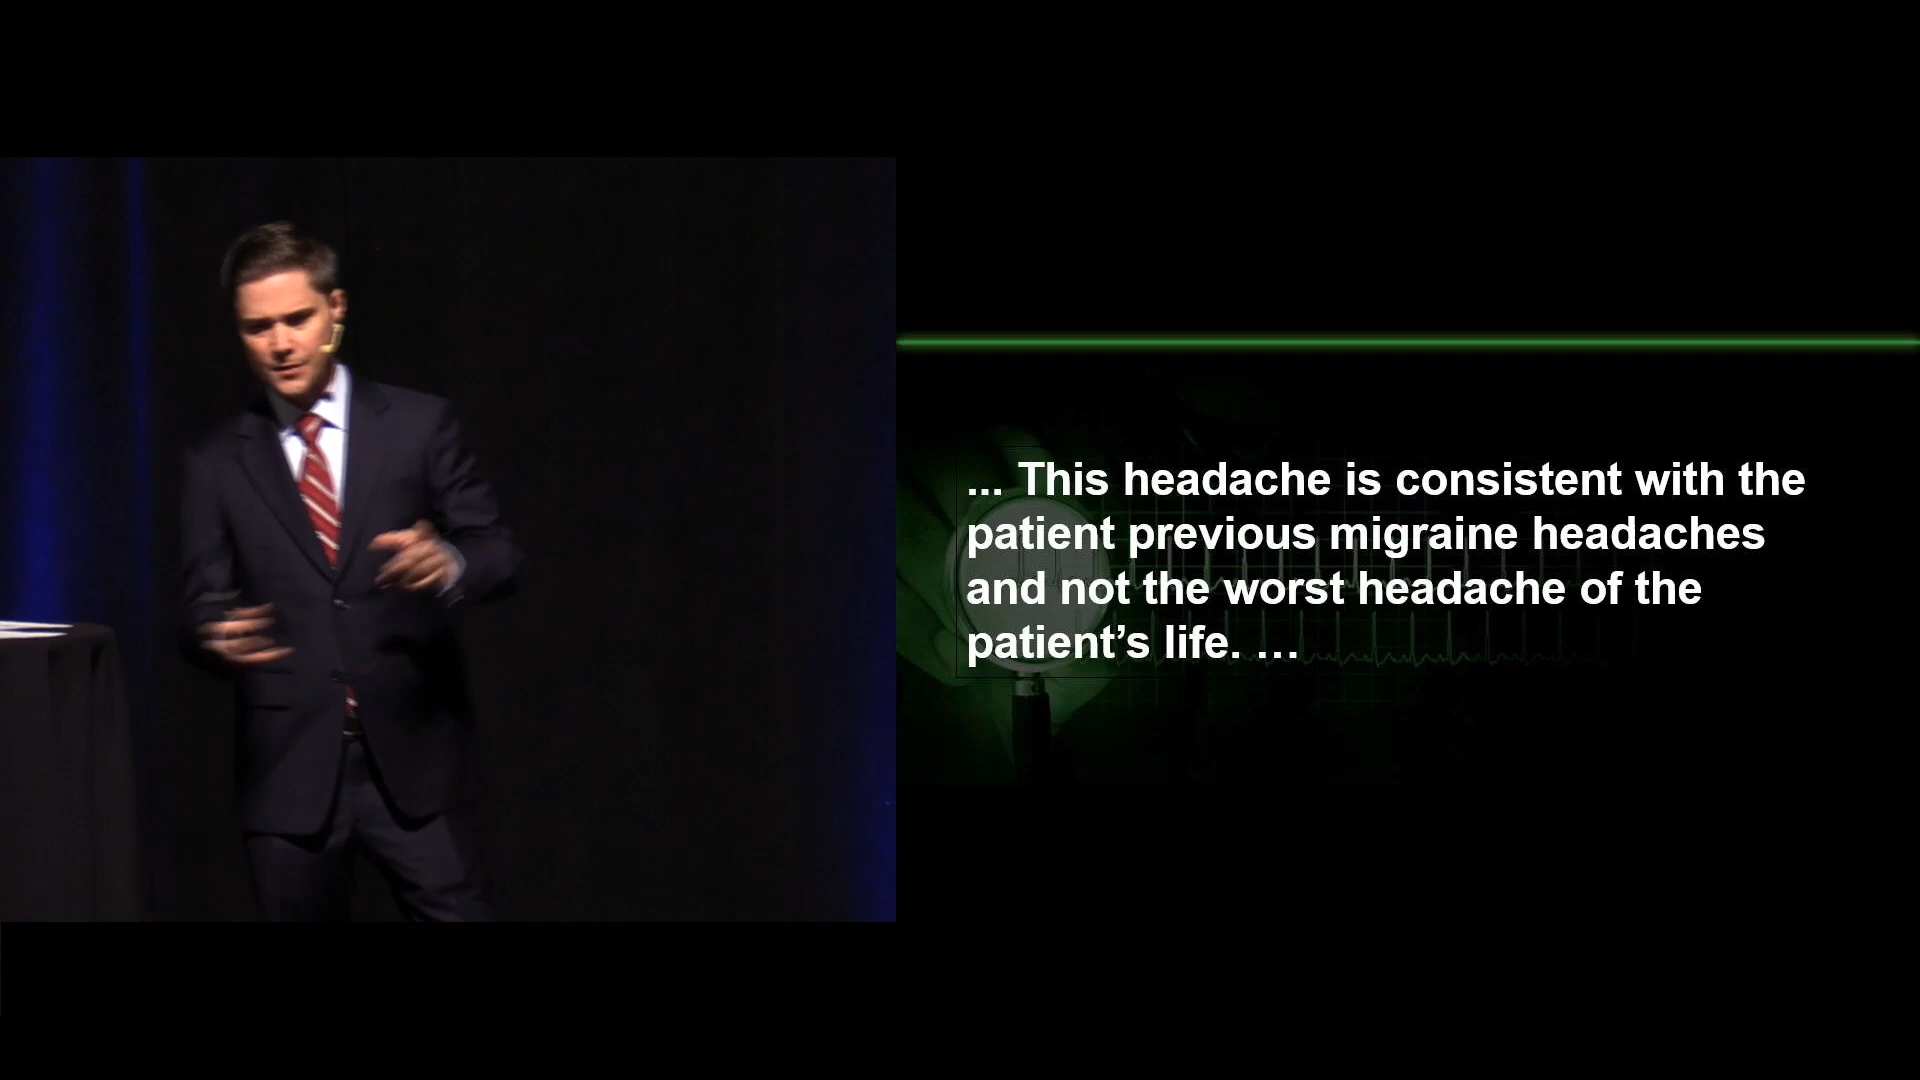 ... This headache is consistent with the
patient previous migraine headaches
and not the worst headache of the
patient’s life. …